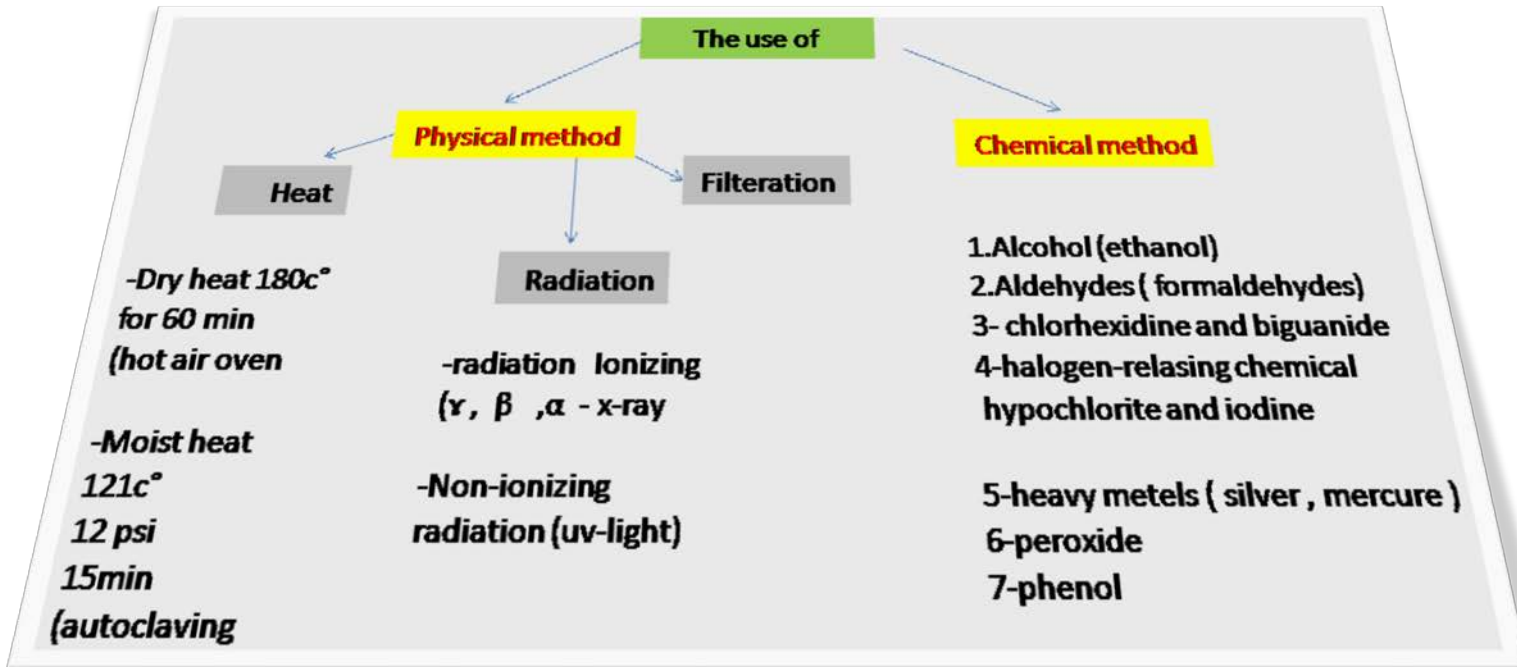 The use of
Physical method
Chemical method
Heat
Filteration
Radiation
-Dry heat 180c°
for 60 min
(hot air oven
-Moist heat
121c°
12 psi
15min
(autoclaving
-radiation Ionizing
(ɤ , β ,α - x-ray
-Non-ionizing
radiation (uv-light)
1.Alcohol (ethanol)
2.Aldehydes ( formaldehydes)
3- chlorhexidine and biguanide
4-halogen-relasing chemical
hypochlorite and iodine
5-heavy metels ( silver , mercure )
6-peroxide
7-phenol